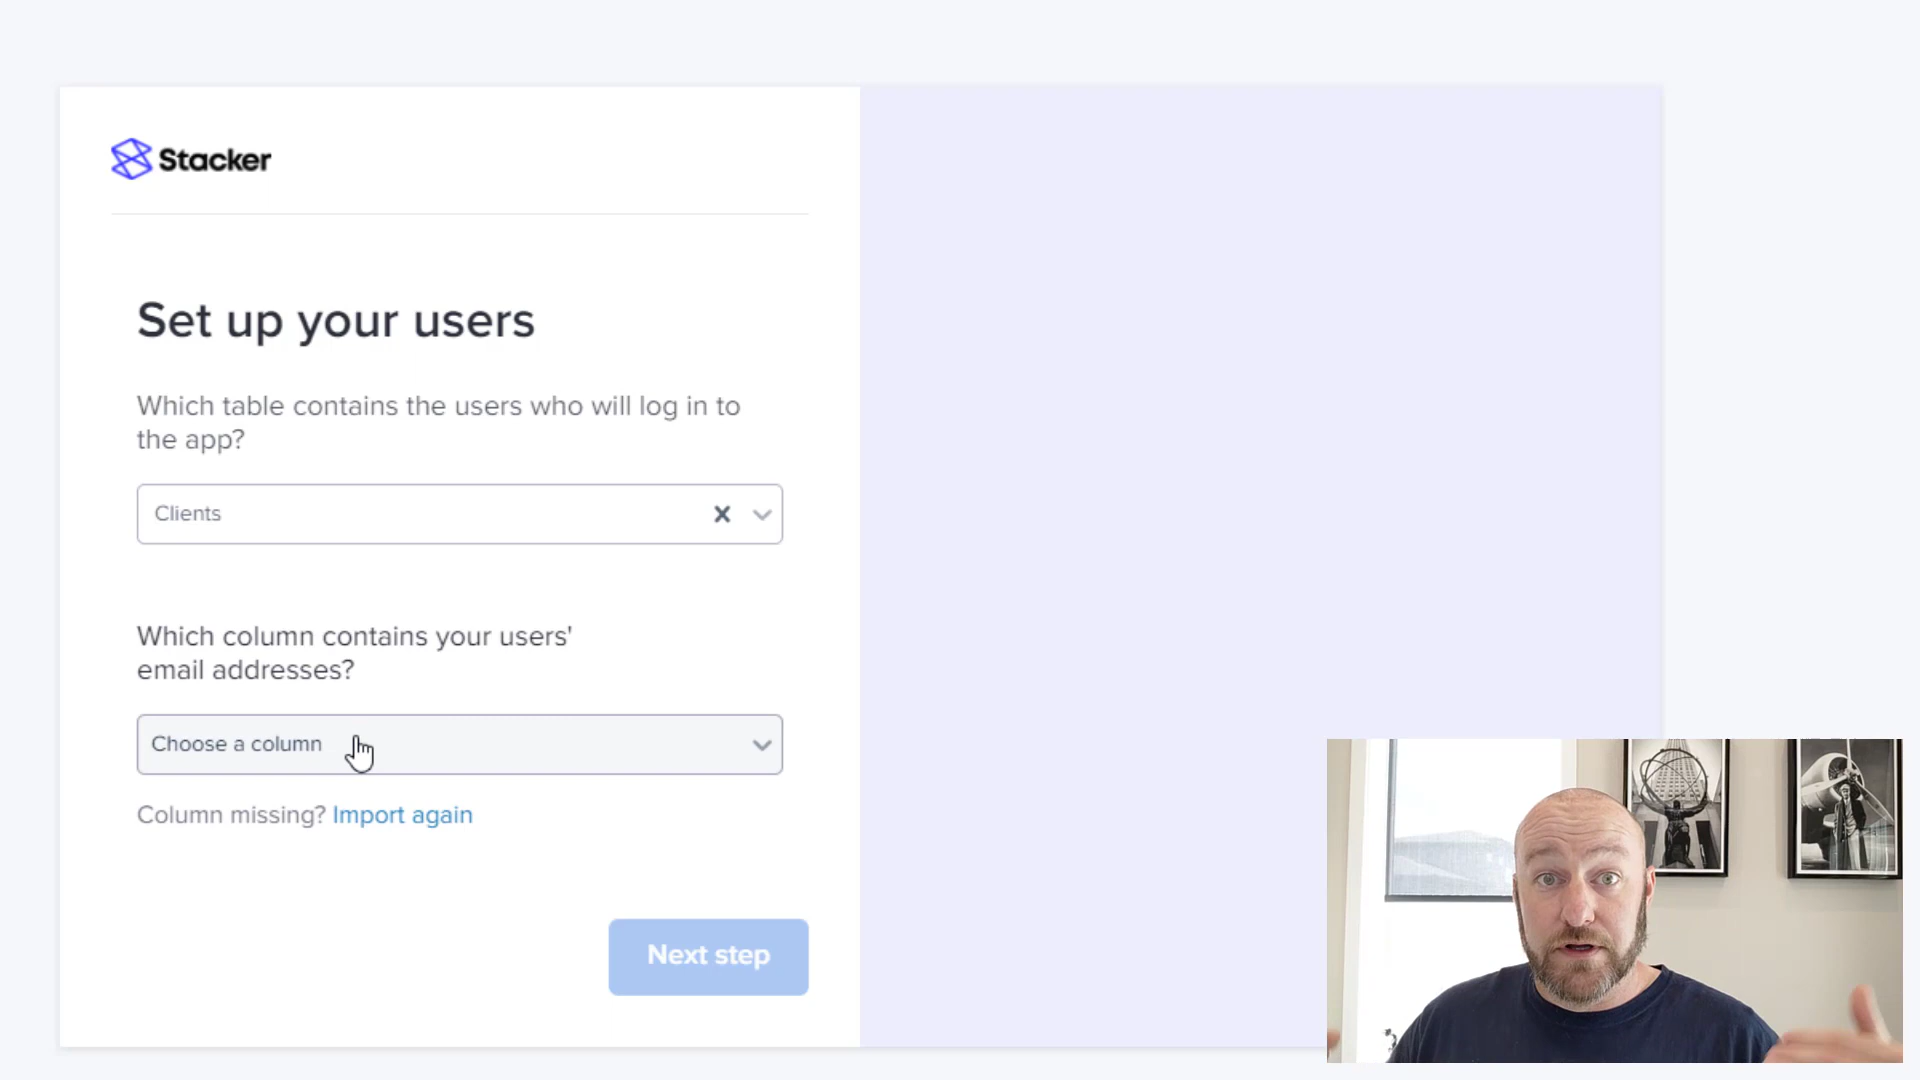 Stacker
Set up your users
Which table contains the users who will log in to
the app?
Clients
Which column contains your users'
email addresses?
Choose a column
Column missing? Import again
Next step